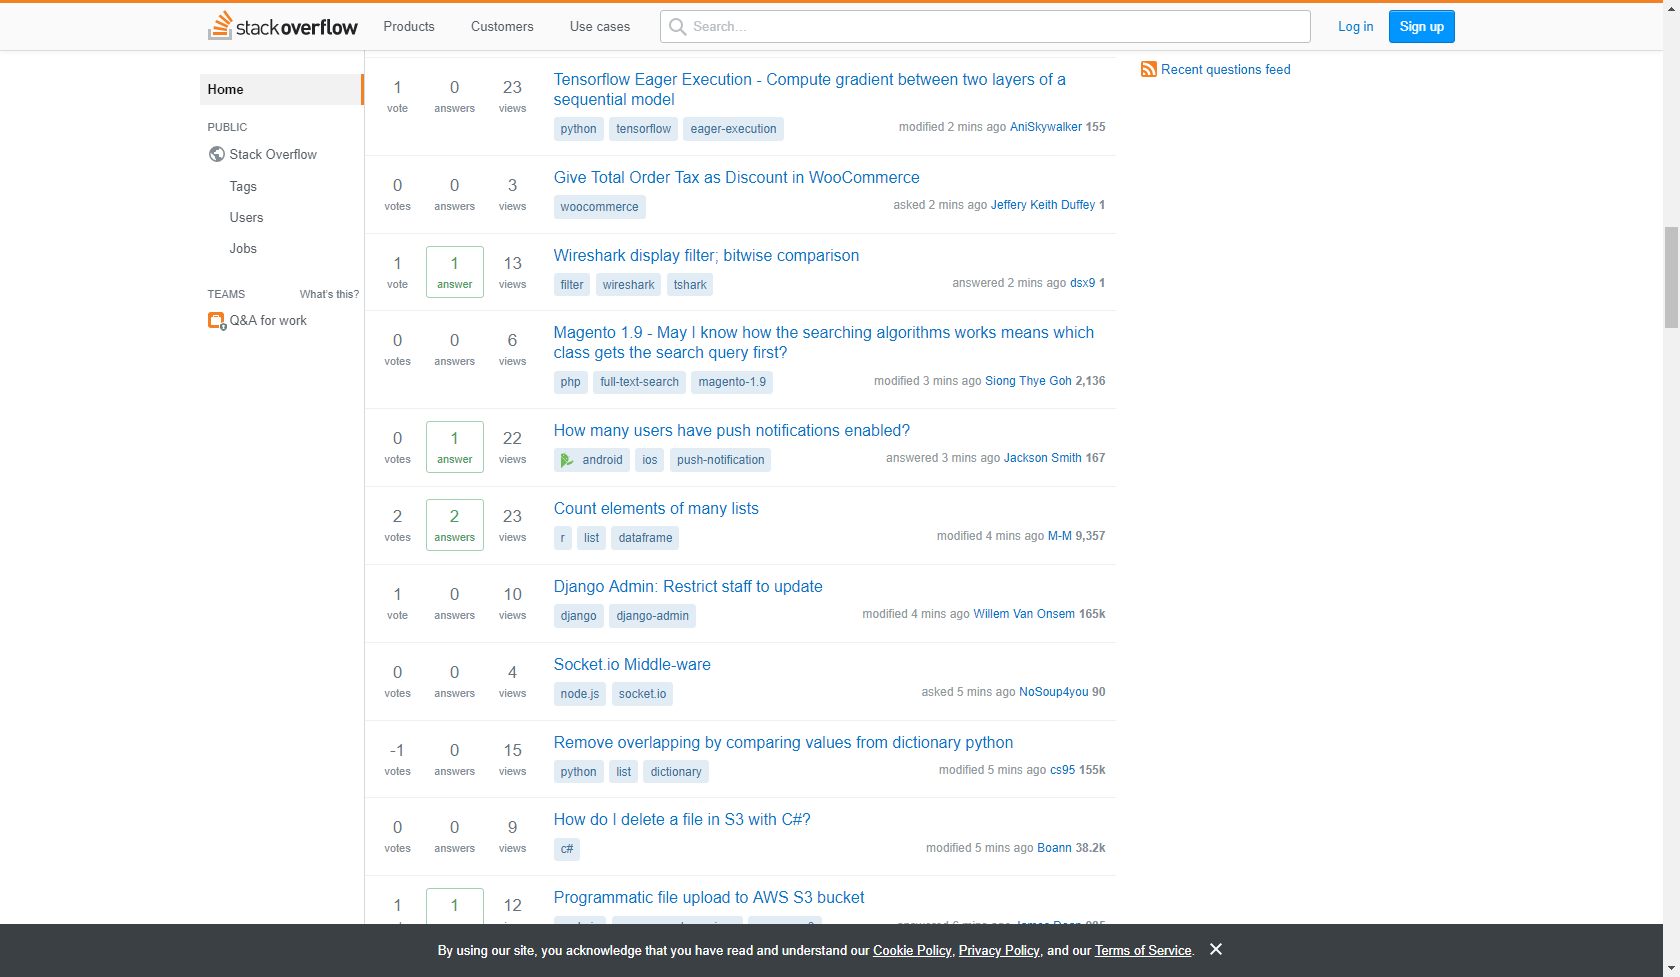 stackoverflow Products Customers Use cases Search... Log in Sign up
Home
PUBLIC
Stack Overflow
Tags
Users
Jobs
TEAMS What's this?
Q&A for work
1 0 23 Tensorflow Eager Execution - Compute gradient between two layers of a
sequential model
vote answers views
python tensorflow eager-execution modified 2 mins ago AniSkywalker 155
0 0 3 Give Total Order Tax as Discount in WooCommerce
votes answers views woocommerce asked 2 mins ago Jeffery Keith Duffey 1
1 1 13 Wireshark display filter; bitwise comparison
vote answer views filter wireshark tshark answered 2 mins ago dsx9 1
0 0 6 Magento 1.9 - May I know how the searching algorithms works means which
class gets the search query first?
votes answers views
php full-text-search magento-1.9 modified 3 mins ago Siong Thye Goh 2,136
0 1 22 How many users have push notifications enabled?
votes answer views android ios push-notification answered 3 mins ago Jackson Smith 167
2 2 23 Count elements of many lists
votes answers views r list dataframe modified 4 mins ago M-M 9,357
1 0 10 Django Admin: Restrict staff to update
vote answers views django django-admin modified 4 mins ago Willem Van Onsem 165k
0 0 4 Socket.io Middle-ware
votes answers views node.js socket.io asked 5 mins ago NoSoup4you 90
-1 0 15 Remove overlapping by comparing values from dictionary python
votes answers views python list dictionary modified 5 mins ago cs95 155k
0 0 9 How do I delete a file in S3 with C#?
votes answers views c# modified 5 mins ago Boann 38.2k
1 1 12 Programmatic file upload to AWS S3 bucket
Recent questions feed
By using our site, you acknowledge that you have read and understand our Cookie Policy, Privacy Policy, and our Terms of Service.